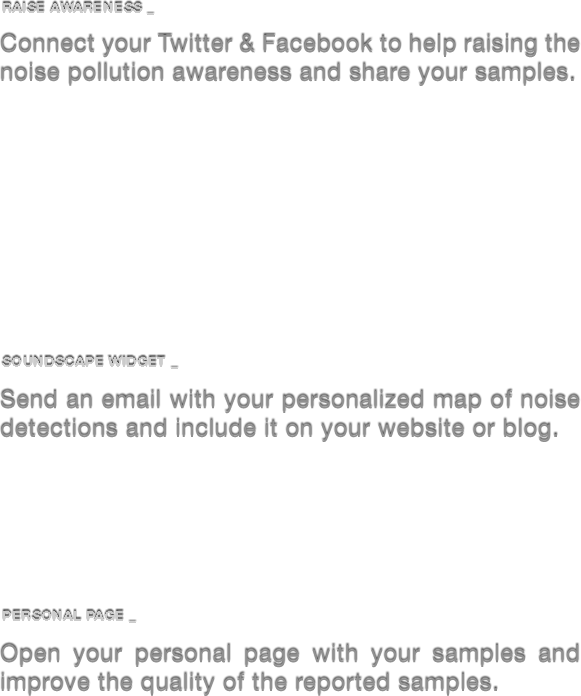 RAISE AWARENESS _
Connect your Twitter & Facebook to help raising the
noise pollution awareness and share your samples.
SOUNDSCAPE WIDGET _
Send an email with your personalized map of noise
detections and include it on your website or blog.
PERSONAL PAGE _
Open your personal page with your samples and
improve the quality of the reported samples.